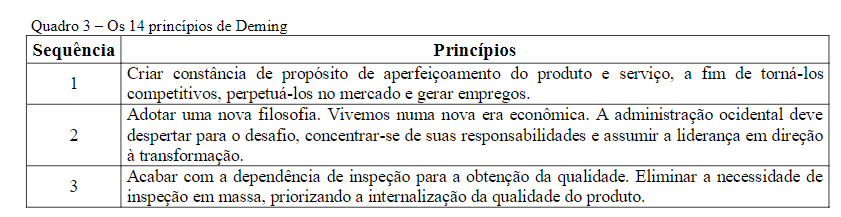 Quadro 3 – Os 14 princípios de Deming
Sequência Princípios
1
Criar constância de propósito de aperfeiçoamento do produto e serviço, a fim de torná-los
competitivos, perpetuá-los no mercado e gerar empregos.
2
Adotar uma nova filosofia. Vivemos numa nova era econômica. A administração ocidental deve
despertar para o desafio, concentrar-se de suas responsabilidades e assumir a liderança em direção
à transformação.
3
Acabar com a dependência de inspeção para a obtenção da qualidade. Eliminar a necessidade de
inspeção em massa, priorizando a internalização da qualidade do produto.